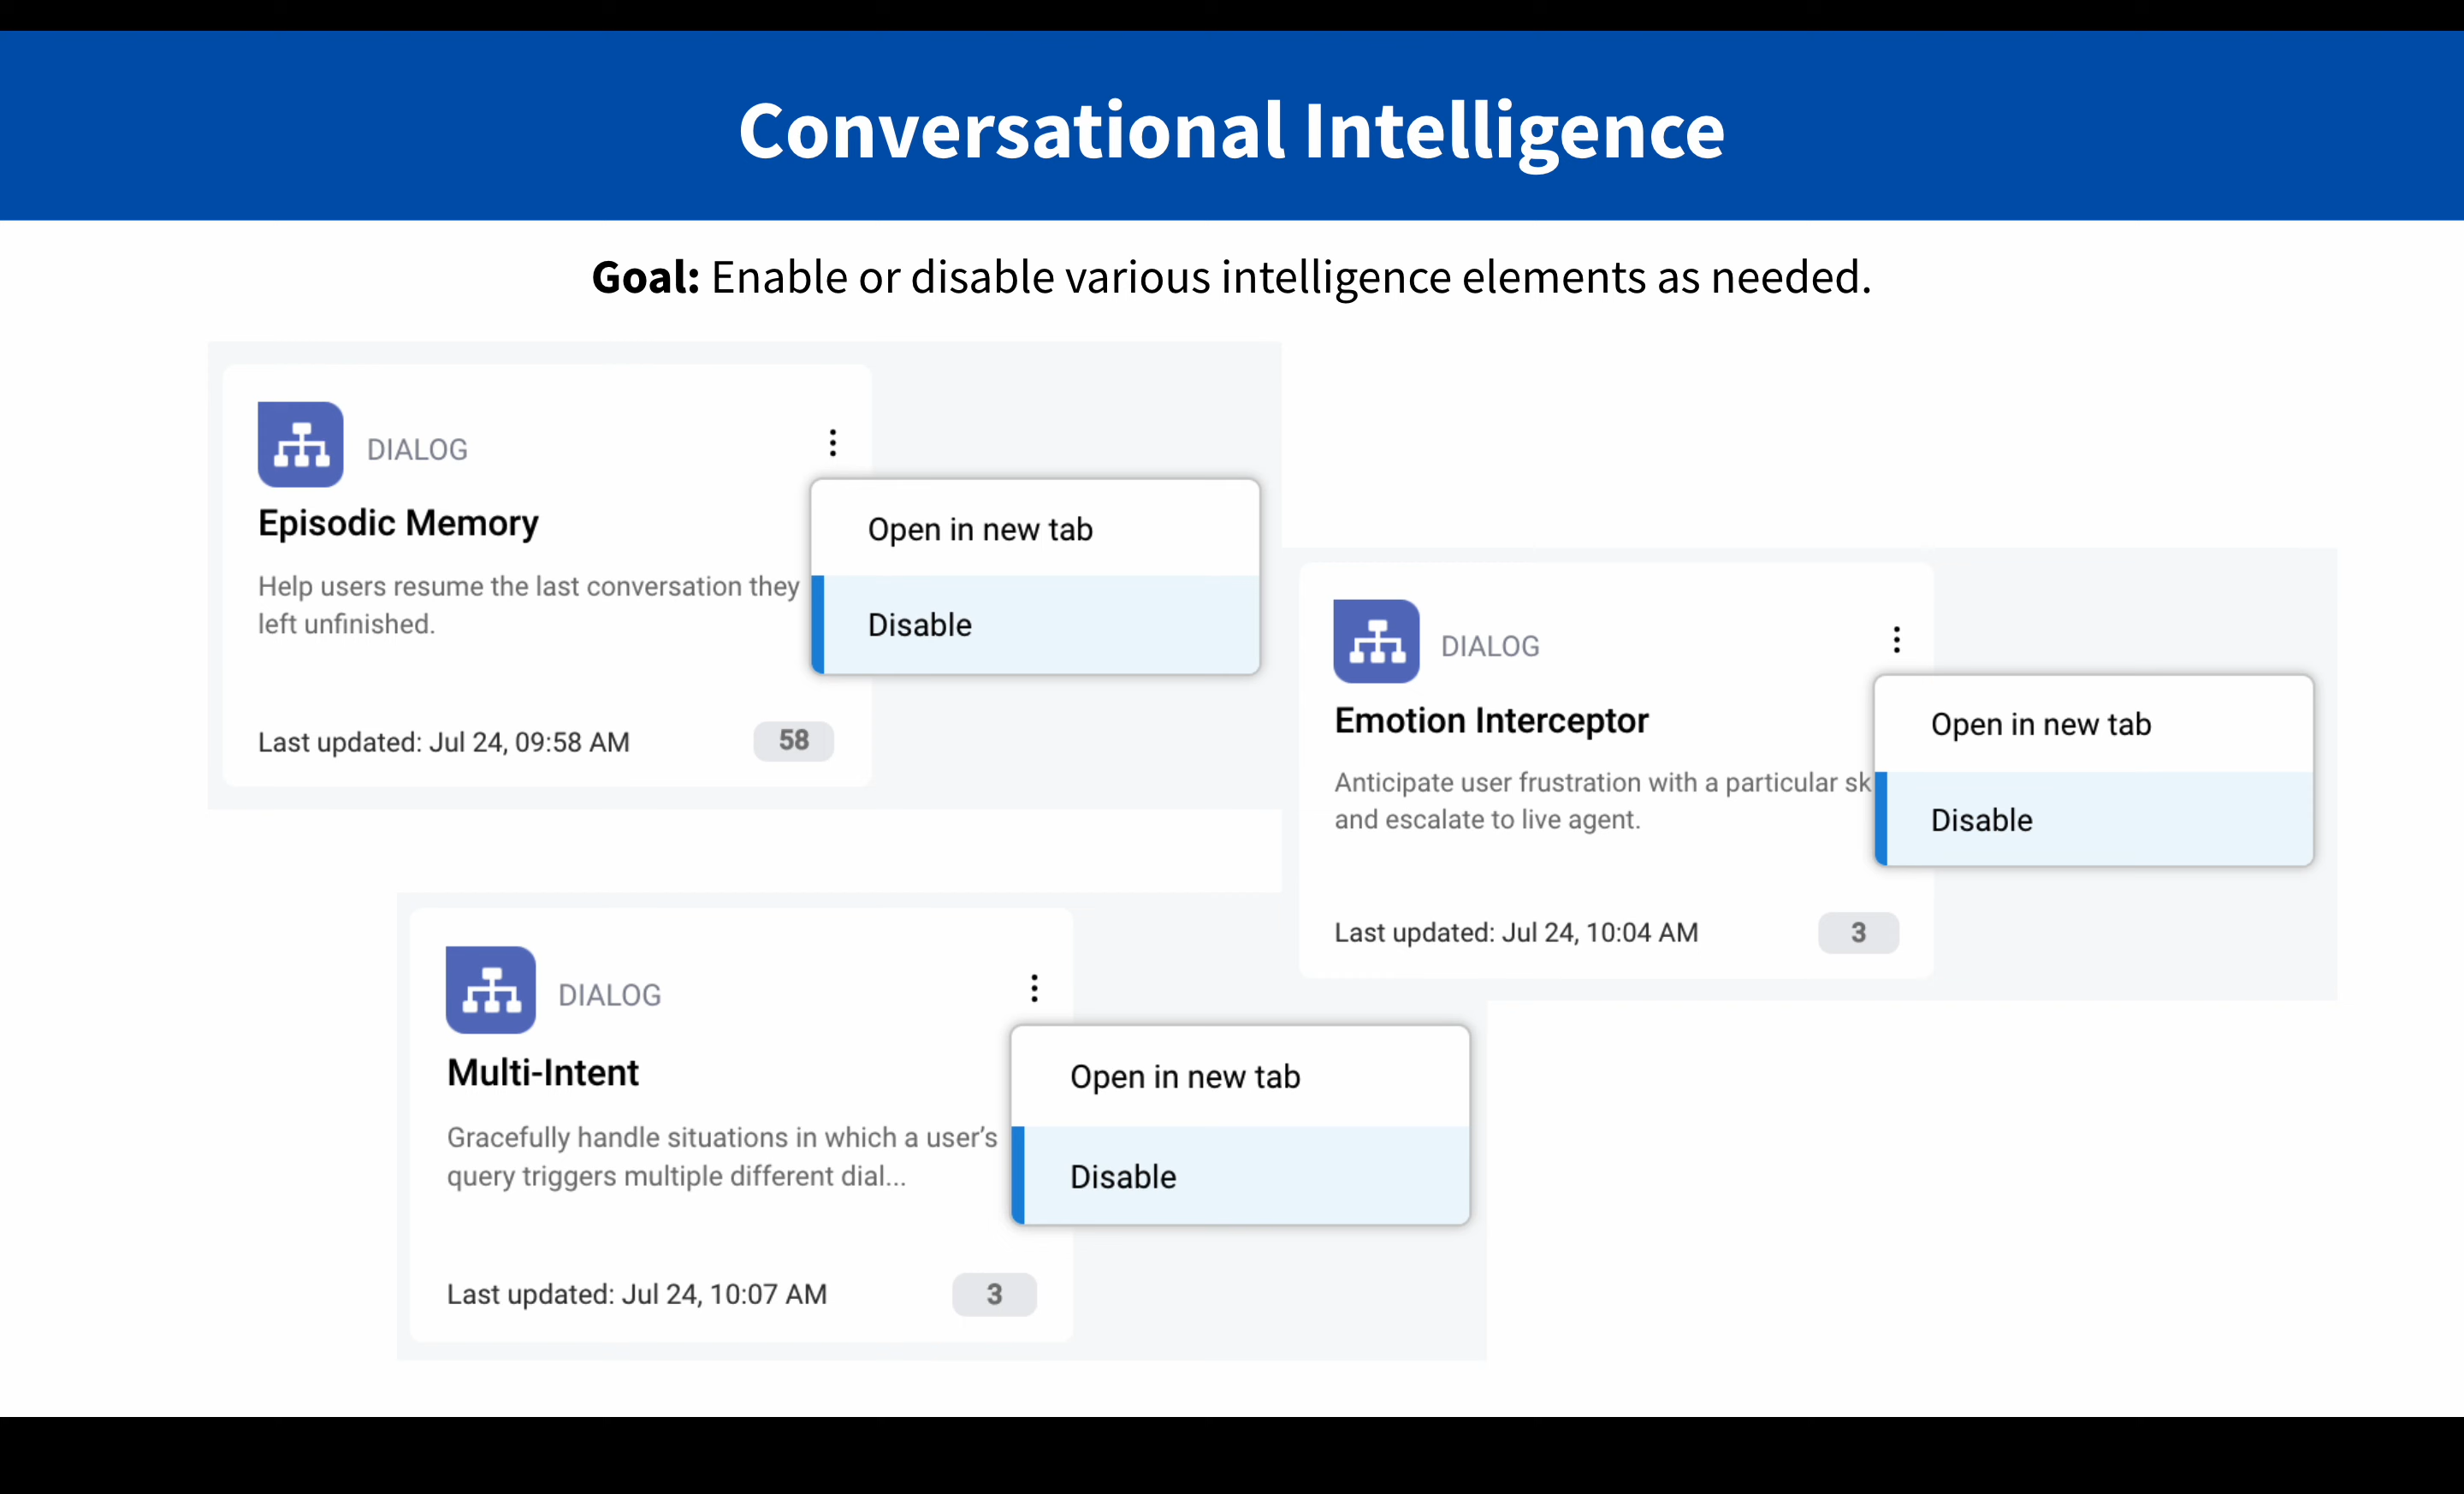 Conversational Intelligence
Goal: Enable or disable various intelligence elements as needed.
DIALOG
Episodic Memory
Help users resume the last conversation they
left unfinished.
Last updated: Jul 24, 09:58 AM
58
Open in new tab
Disable
DIALOG
Emotion Interceptor
Anticipate user frustration with a particular
and escalate to live agent.
Last updated: Jul 24, 10:04 AM
3
Open in new tab
Disable
DIALOG
Multi-Intent
Gracefully handle situations in which a user’s
query triggers multiple different dial...
Last updated: Jul 24, 10:07 AM
3
Open in new tab
Disable